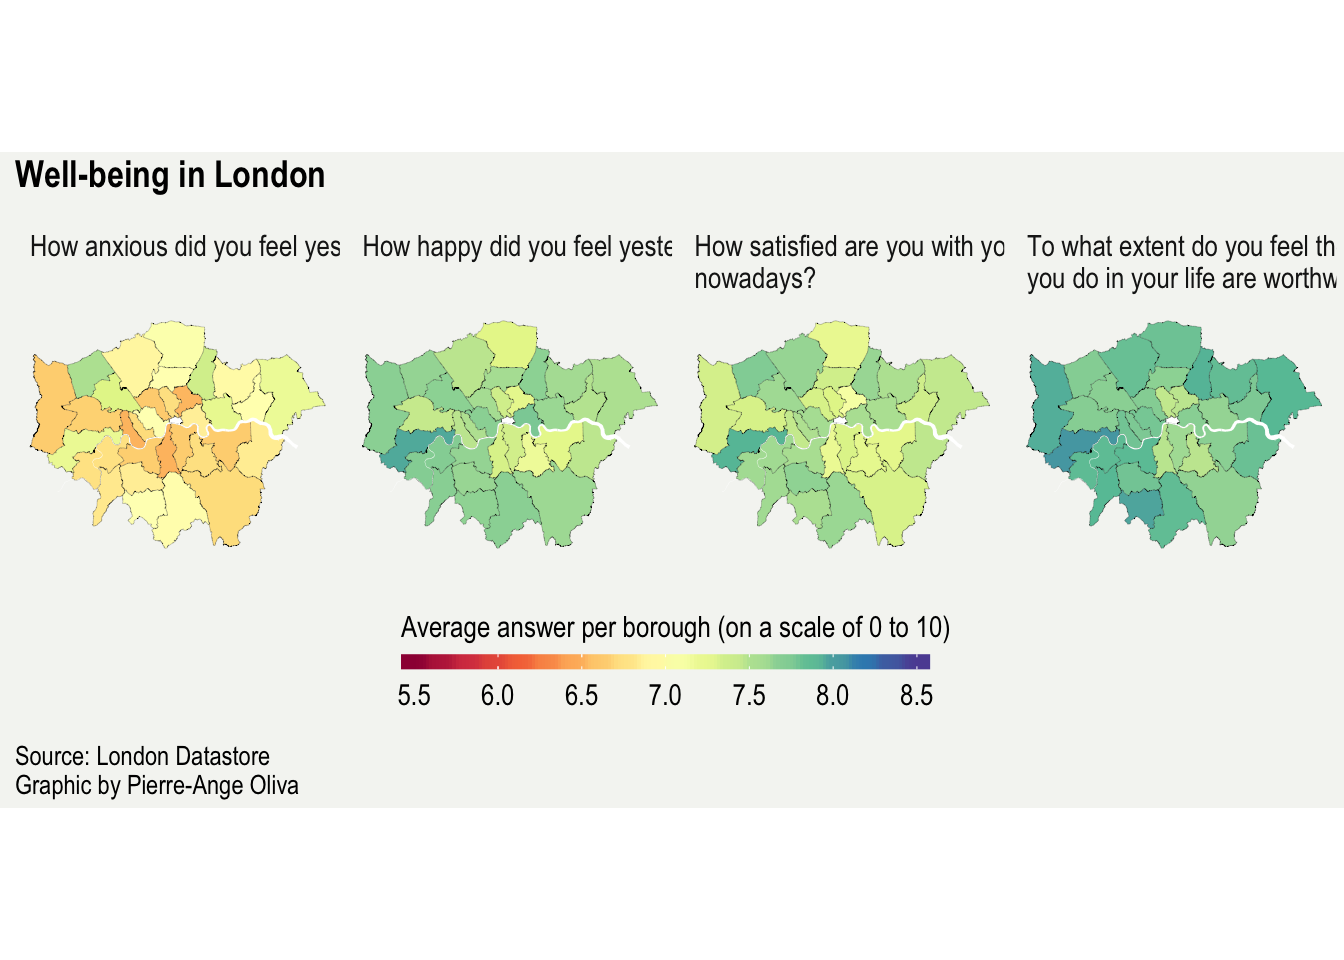 Well-being in London
How anxious did you feel yes
How happy did you feel yeste
How satisfied are you with yo
nowadays?
To what extent do you feel th
you do in your life are worthw
Average answer per borough (on a scale of 0 to 10)
5.5 6.0 6.5 7.0 7.5 8.0 8.5
Source: London Datastore
Graphic by Pierre-Ange Oliva